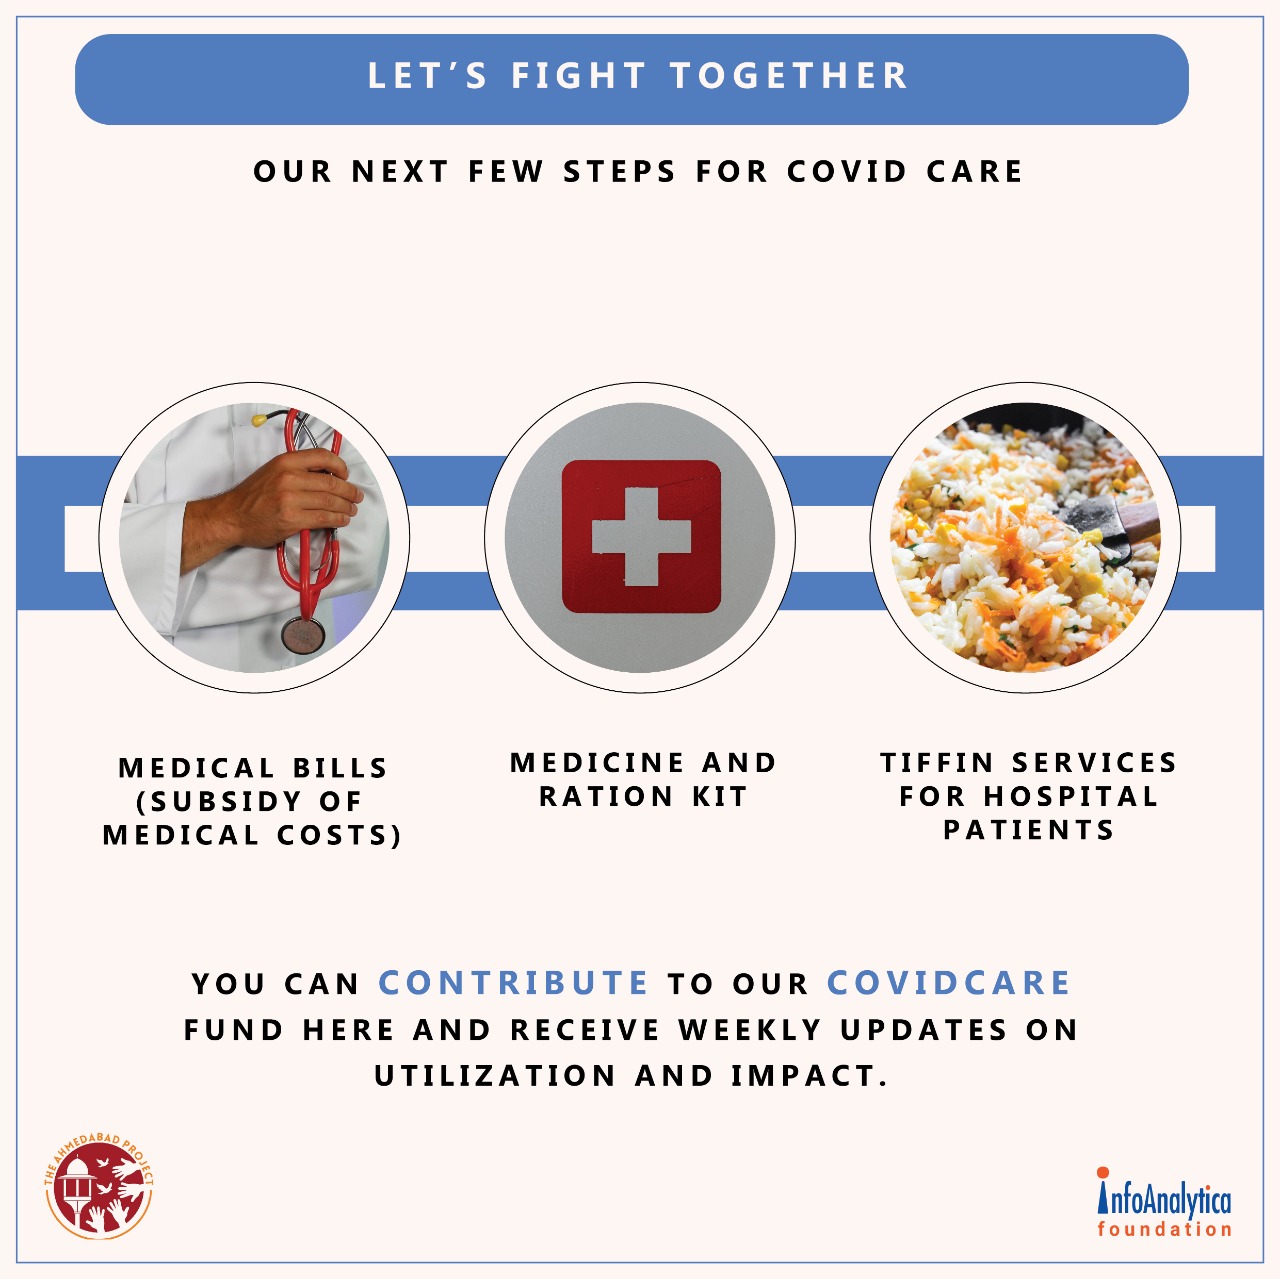 LET’S FIGHT TOGETHER
OUR NEXT FEW STEPS FOR COVID CARE
MEDICAL BILLS
(SUBSIDY OF
MEDICAL COSTS)
MEDICINE AND
RATION KIT
TIFFIN SERVICES
FOR HOSPITAL
PATIENTS
YOU CAN CONTRIBUTE TO OUR COVIDCARE
FUND HERE AND RECEIVE WEEKLY UPDATES ON
UTILIZATION AND IMPACT.
THE AHMEDABAD PROJECT
infoAnalytica
foundation